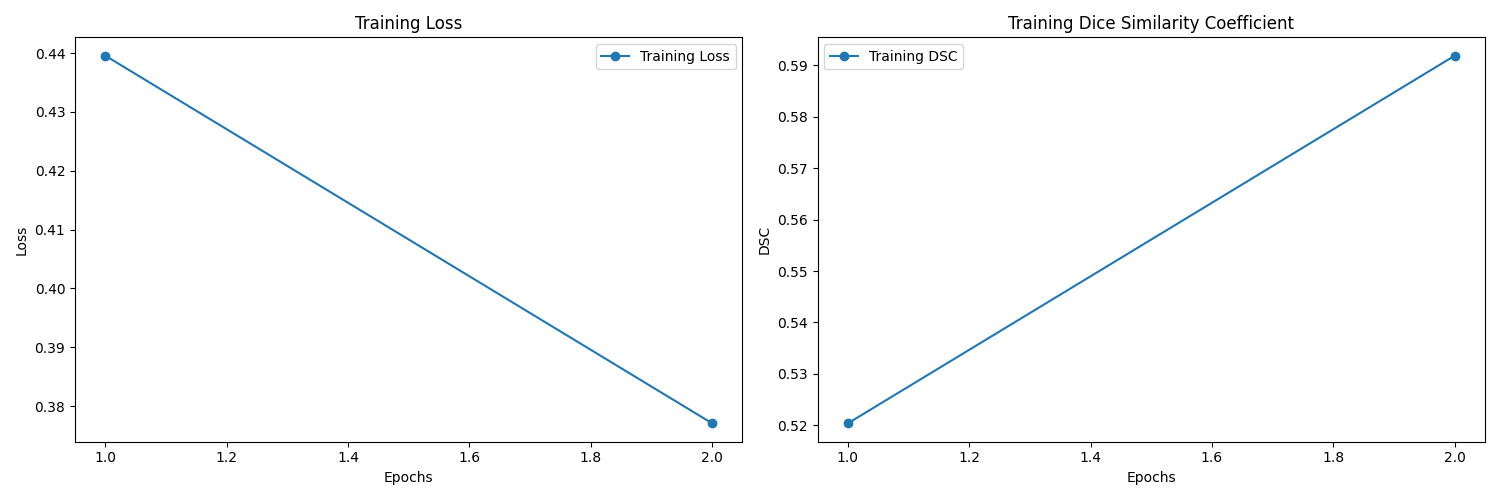 Training Loss
Training Loss
0.44
0.43
0.42
0.41
0.40
0.39
0.38
Loss
1.0 1.2 1.4 1.6 1.8 2.0
Epochs
Training Dice Similarity Coefficient
Training DSC
0.59
0.58
0.57
0.56
0.55
0.54
0.53
0.52
DSC
1.0 1.2 1.4 1.6 1.8 2.0
Epochs